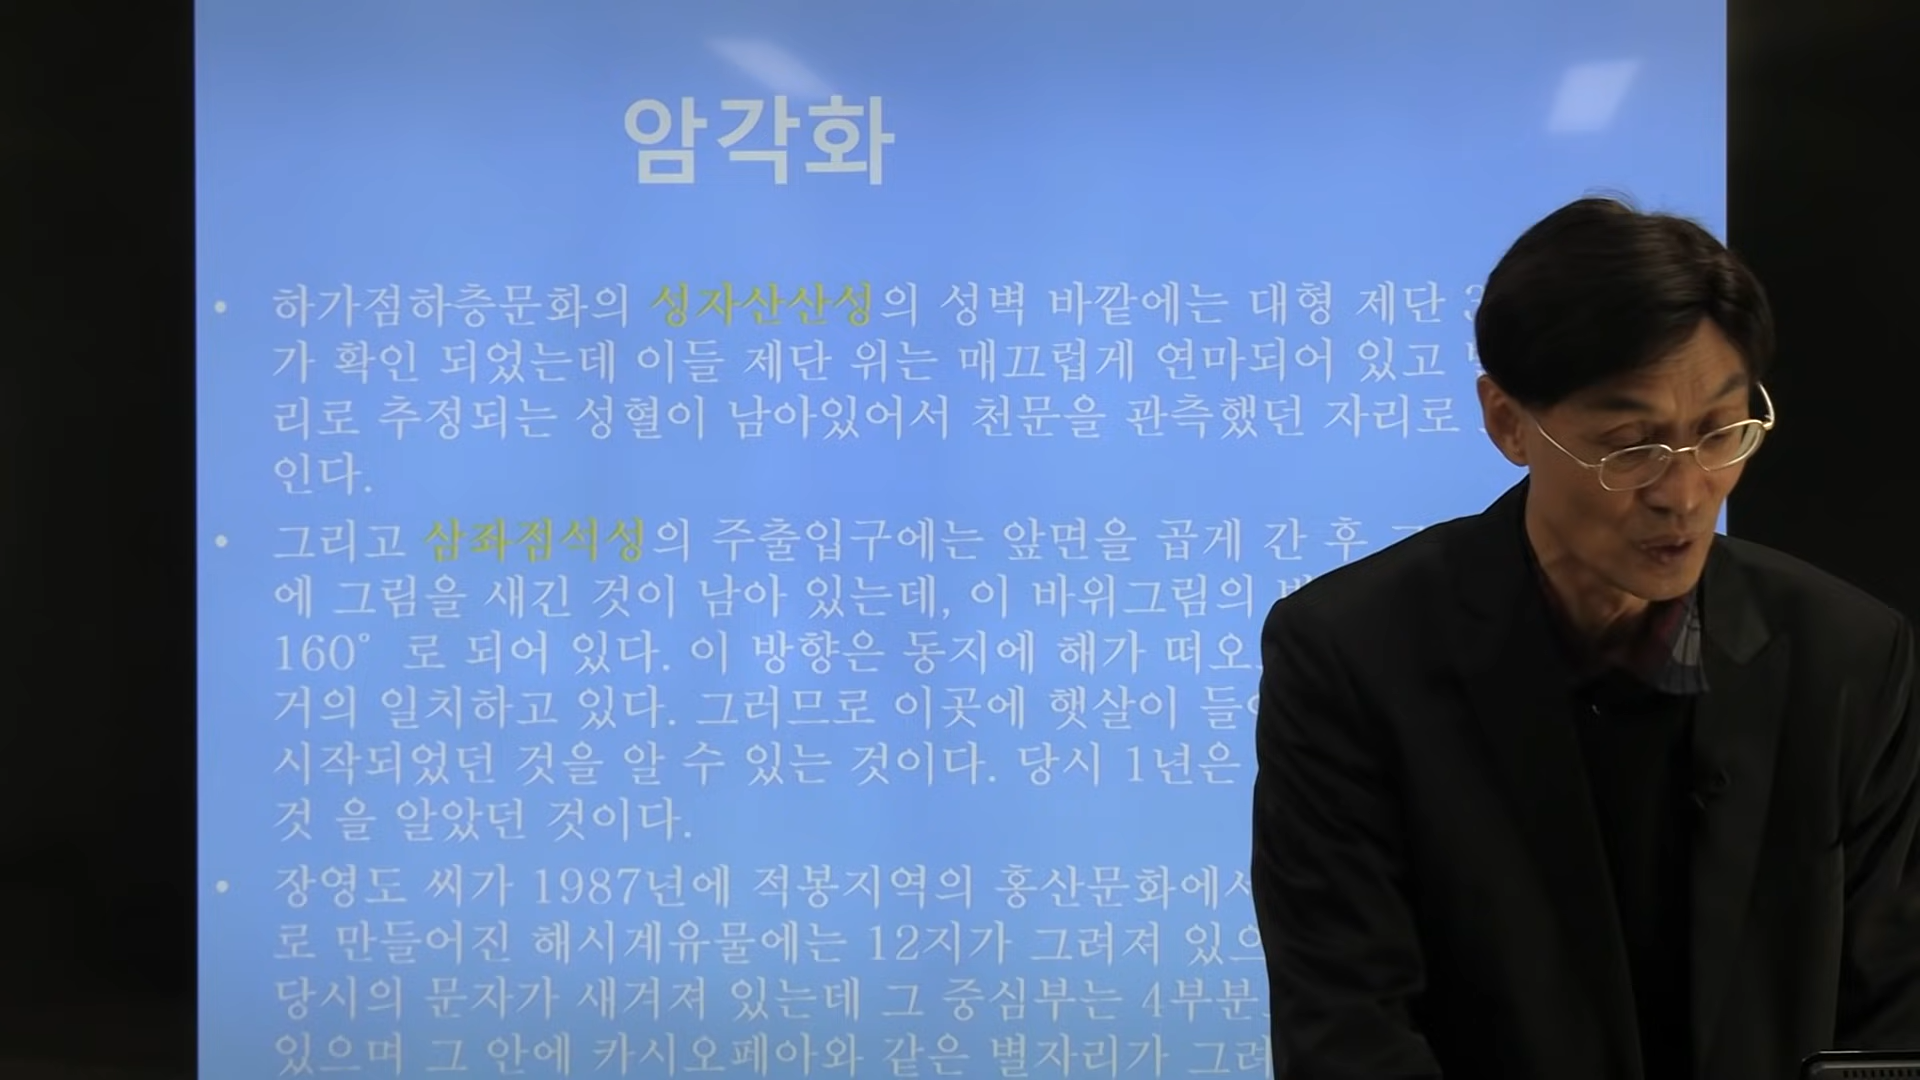 암각화
• 하가점하층문화의 성자산산성의 성벽 바깥에는 대형 제단
가 확인 되었는데 이들 제단 위는 매끄럽게 연마되어 있고
리로 추정되는 성혈이 남아있어서 천문을 관측했던 자리로
인다.
• 그리고 삼좌점석성의 주출입구에는 앞면을 곱게 간 후
에 그림을 새긴 것이 남아 있는데, 이 바위그림의
160° 로 되어 있다. 이 방향은 동지에 해가 떠오
거의 일치하고 있다. 그러므로 이곳에 햇살이
시작되었던 것을 알 수 있는 것이다. 당시 1년은
것 을 알았던 것이다.
• 장영도 씨가 1987년에 적봉지역의 홍산문화에서
로 만들어진 해시계유물에는 12지가 그려져 있으
당시의 문자가 새겨져 있는데 그 중심부는 4부분
있으며 그 안에 카시오페아와 같은 별자리가 그려